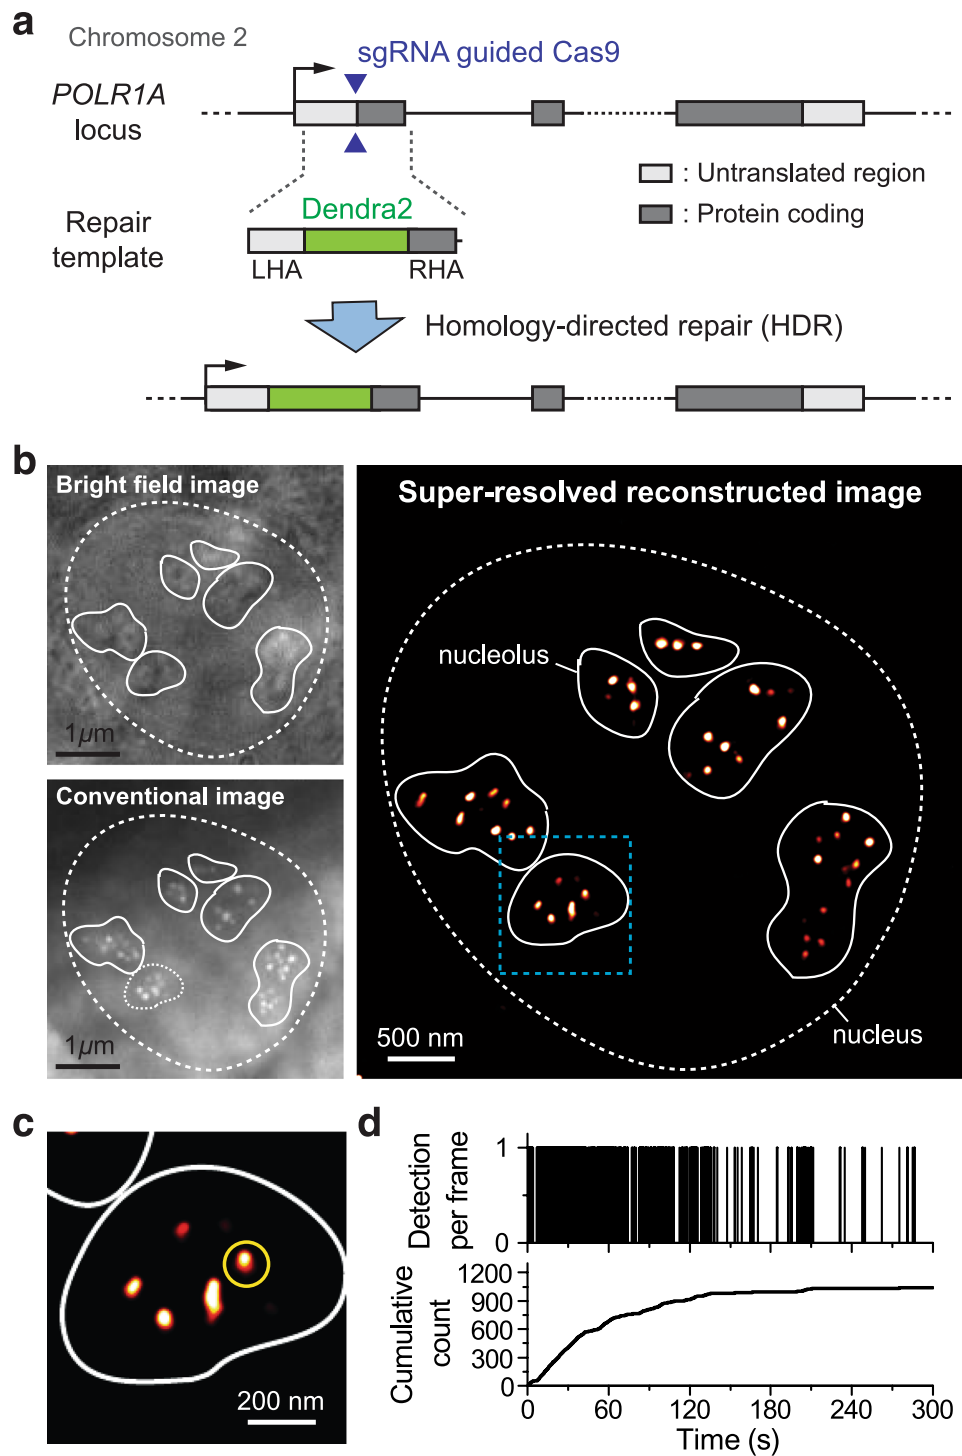 a
Chromosome 2
sgRNA guided Cas9
POLR1A
locus
: Untranslated region
: Protein coding
Dendra2
Repair
template
LHA
RHA
Homology-directed repair (HDR)
b
Bright field image
1μm
Conventional image
1μm
Super-resolved reconstructed image
nucleolus
500 nm
nucleus
c
200 nm
d
Detection
per frame
1
0
Cumulative
count
1200
900
600
300
0
0 60 120 180 240 300
Time (s)